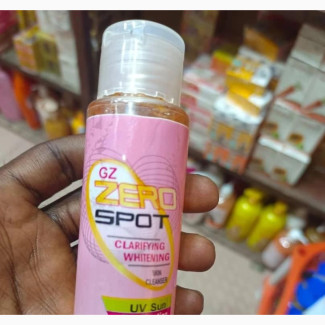 GZ
ZERO
SPOT
CLARIFYING
WHITENING
SKIN
CLEANSER
UV Sun